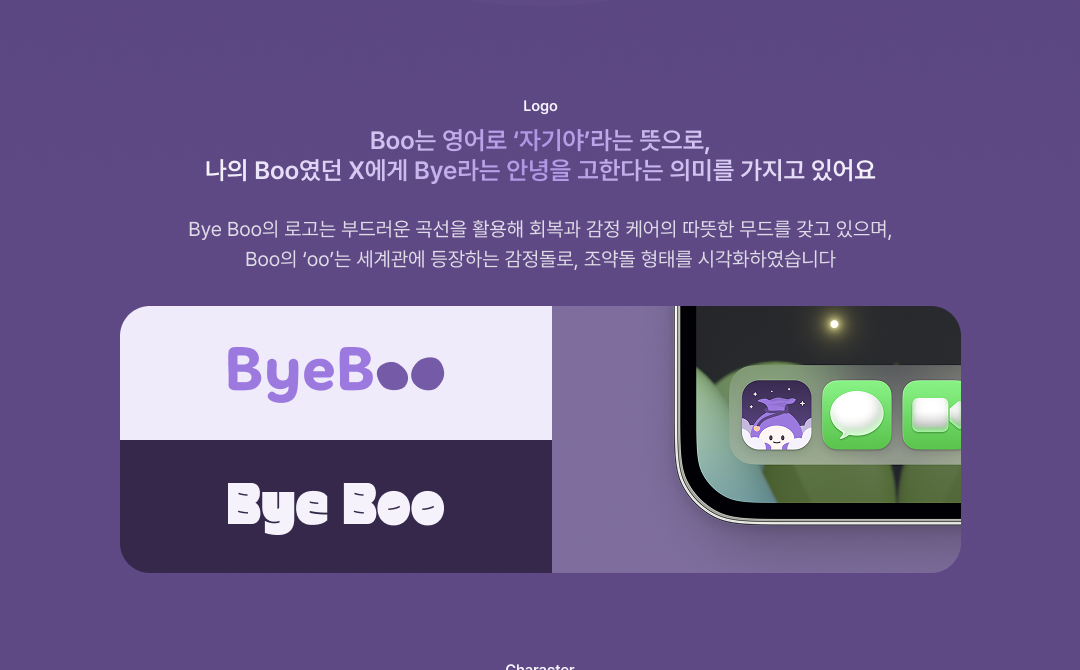 Logo
Boo는 영어로 ‘자기야’라는 뜻으로,
나의 Boo였던 X에게 Bye라는 안녕을 고한다는 의미를 가지고 있어요
Bye Boo의 로고는 부드러운 곡선을 활용해 회복과 감정 케어의 따뜻한 무드를 갖고 있으며,
Boo의 ‘oo’는 세계관에 등장하는 감정돌로, 조약돌 형태를 시각화하였습니다
ByeBoo
Bye Boo
Character